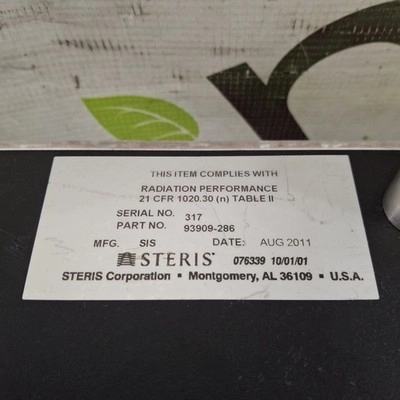 THIS ITEM COMPLIES WITH
RADIATION PERFORMANCE
21 CFR 1020.30 (n) TABLE II
SERIAL NO. 317
PART NO. 93909-286
MFG. SIS DATE: AUG 2011
STERIS 076339 10/01/01
STERIS Corporation ▪ Montgomery, AL 36109 ▪ U.S.A.